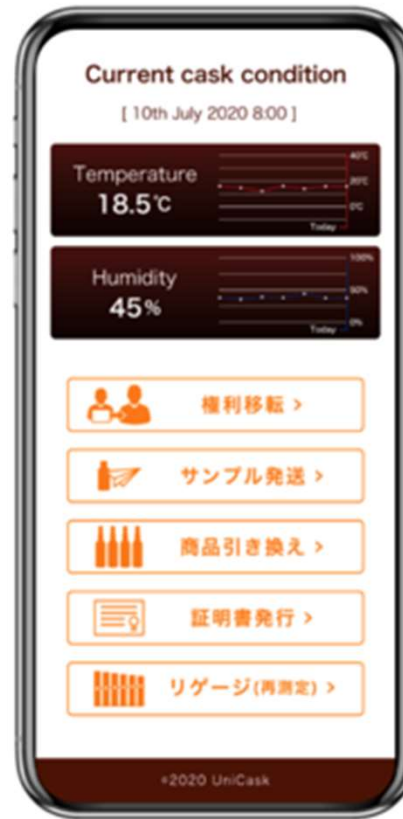 Current cask condition
[ 10th July 2020 8:00 ]
Temperature
18.5℃
40℃
20℃
0℃
Today
Humidity
45%
100%
50%
0%
Today
権利移転 >
サンプル発送 >
商品引き換え >
証明書発行 >
リゲージ(再測定) >
©2020 UniCask